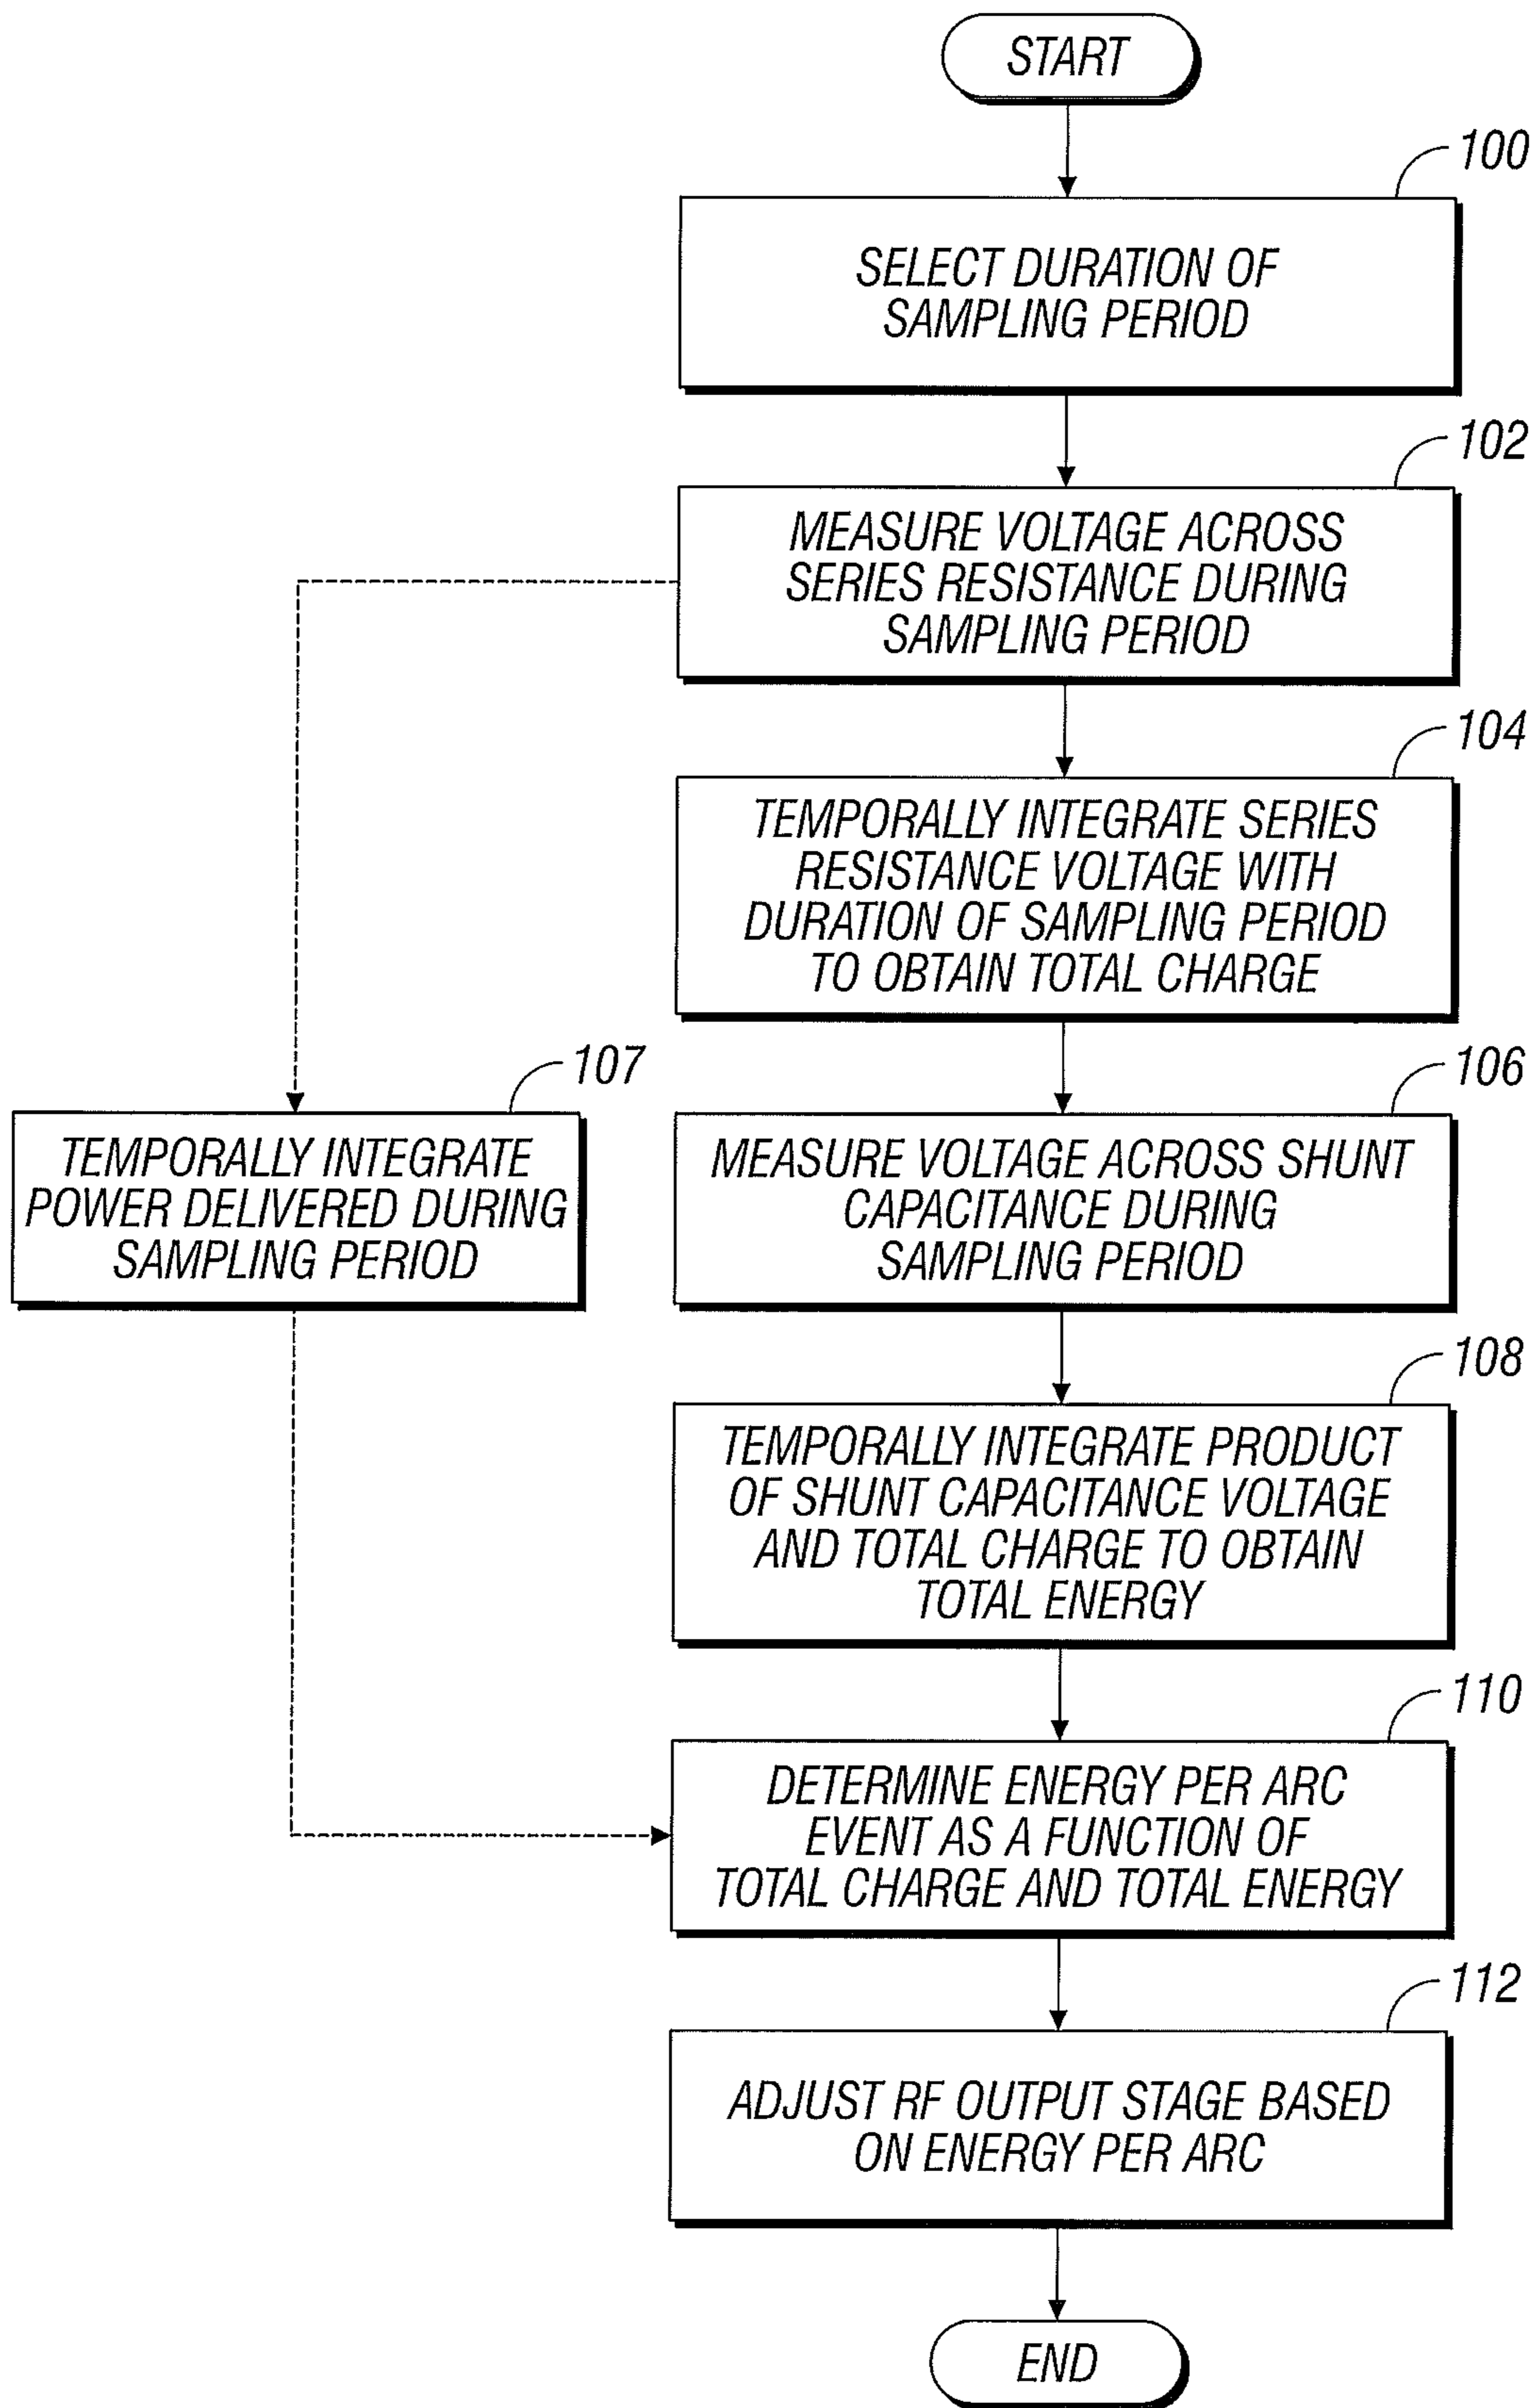 START
100
SELECT DURATION OF
SAMPLING PERIOD
102
MEASURE VOLTAGE ACROSS
SERIES RESISTANCE DURING
SAMPLING PERIOD
104
TEMPORALLY INTEGRATE SERIES
RESISTANCE VOLTAGE WITH
DURATION OF SAMPLING PERIOD
TO OBTAIN TOTAL CHARGE
107
TEMPORALLY INTEGRATE
POWER DELIVERED DURING
SAMPLING PERIOD
106
MEASURE VOLTAGE ACROSS SHUNT
CAPACITANCE DURING
SAMPLING PERIOD
108
TEMPORALLY INTEGRATE PRODUCT
OF SHUNT CAPACITANCE VOLTAGE
AND TOTAL CHARGE TO OBTAIN
TOTAL ENERGY
110
DETERMINE ENERGY PER ARC
EVENT AS A FUNCTION OF
TOTAL CHARGE AND TOTAL ENERGY
112
ADJUST RF OUTPUT STAGE BASED
ON ENERGY PER ARC
END